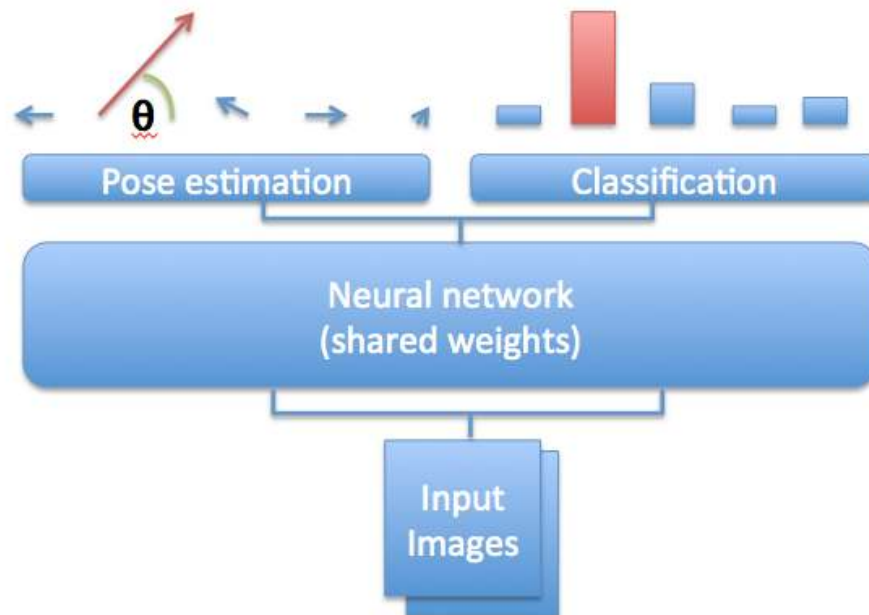 θ
Pose estimation
Classification
Neural network
(shared weights)
Input
Images